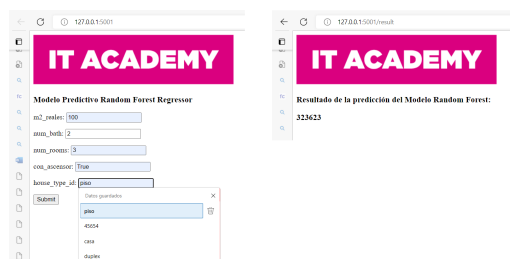 127.0.0.1:5001
IT ACADEMY
Modelo Predictivo Random Forest Regressor
m2_reales: 100
num_bath: 2
num_rooms: 3
con_ascensor: True
home_type_id: piso
Submit
Datos guardados
piso
45654
casa
duplex
127.0.0.1:5001/result
IT ACADEMY
Resultado de la predicción del Modelo Random Forest:
323623